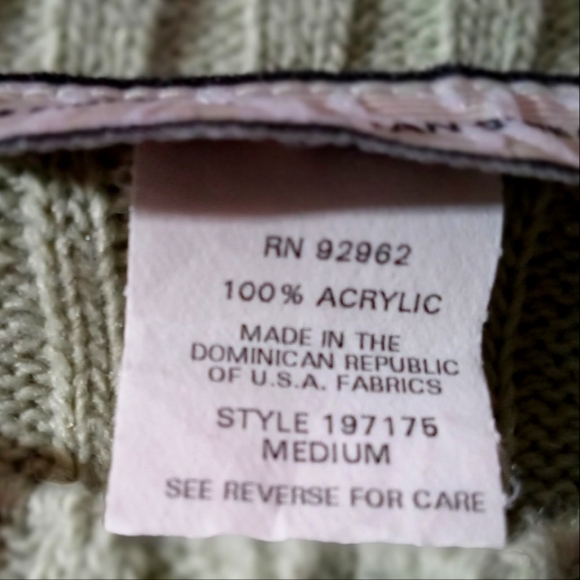 RN 92962
100% ACRYLIC
MADE IN THE
DOMINICAN REPUBLIC
OF U.S.A. FABRICS
STYLE 197175
MEDIUM
SEE REVERSE FOR CARE